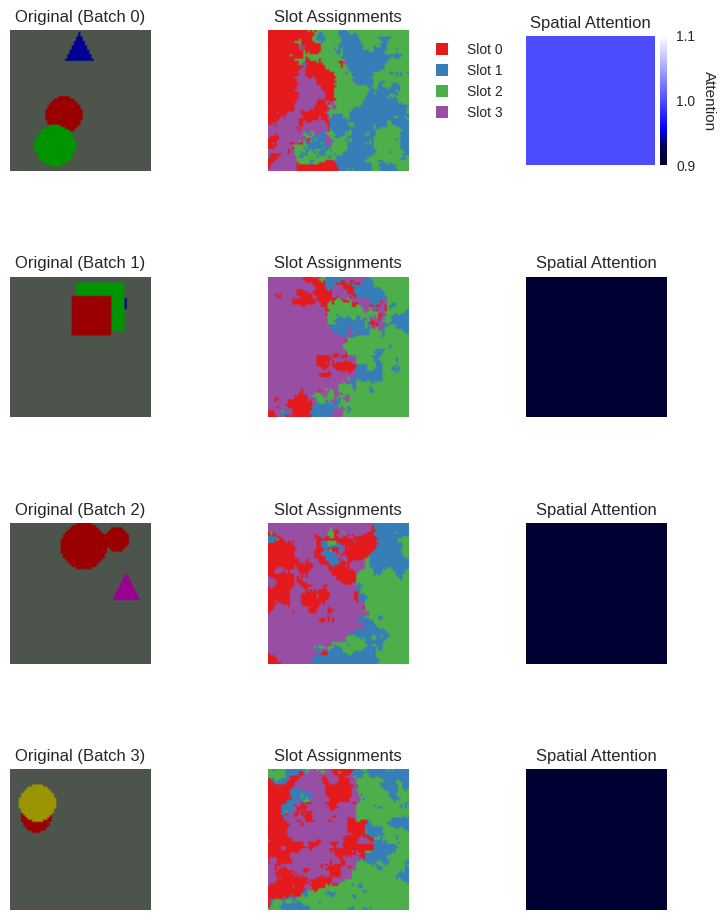 Original (Batch 0)
Slot Assignments
Slot 0
Slot 1
Slot 2
Slot 3
Spatial Attention
1.1
1.0
0.9
Attention
Original (Batch 1)
Slot Assignments
Spatial Attention
Original (Batch 2)
Slot Assignments
Spatial Attention
Original (Batch 3)
Slot Assignments
Spatial Attention